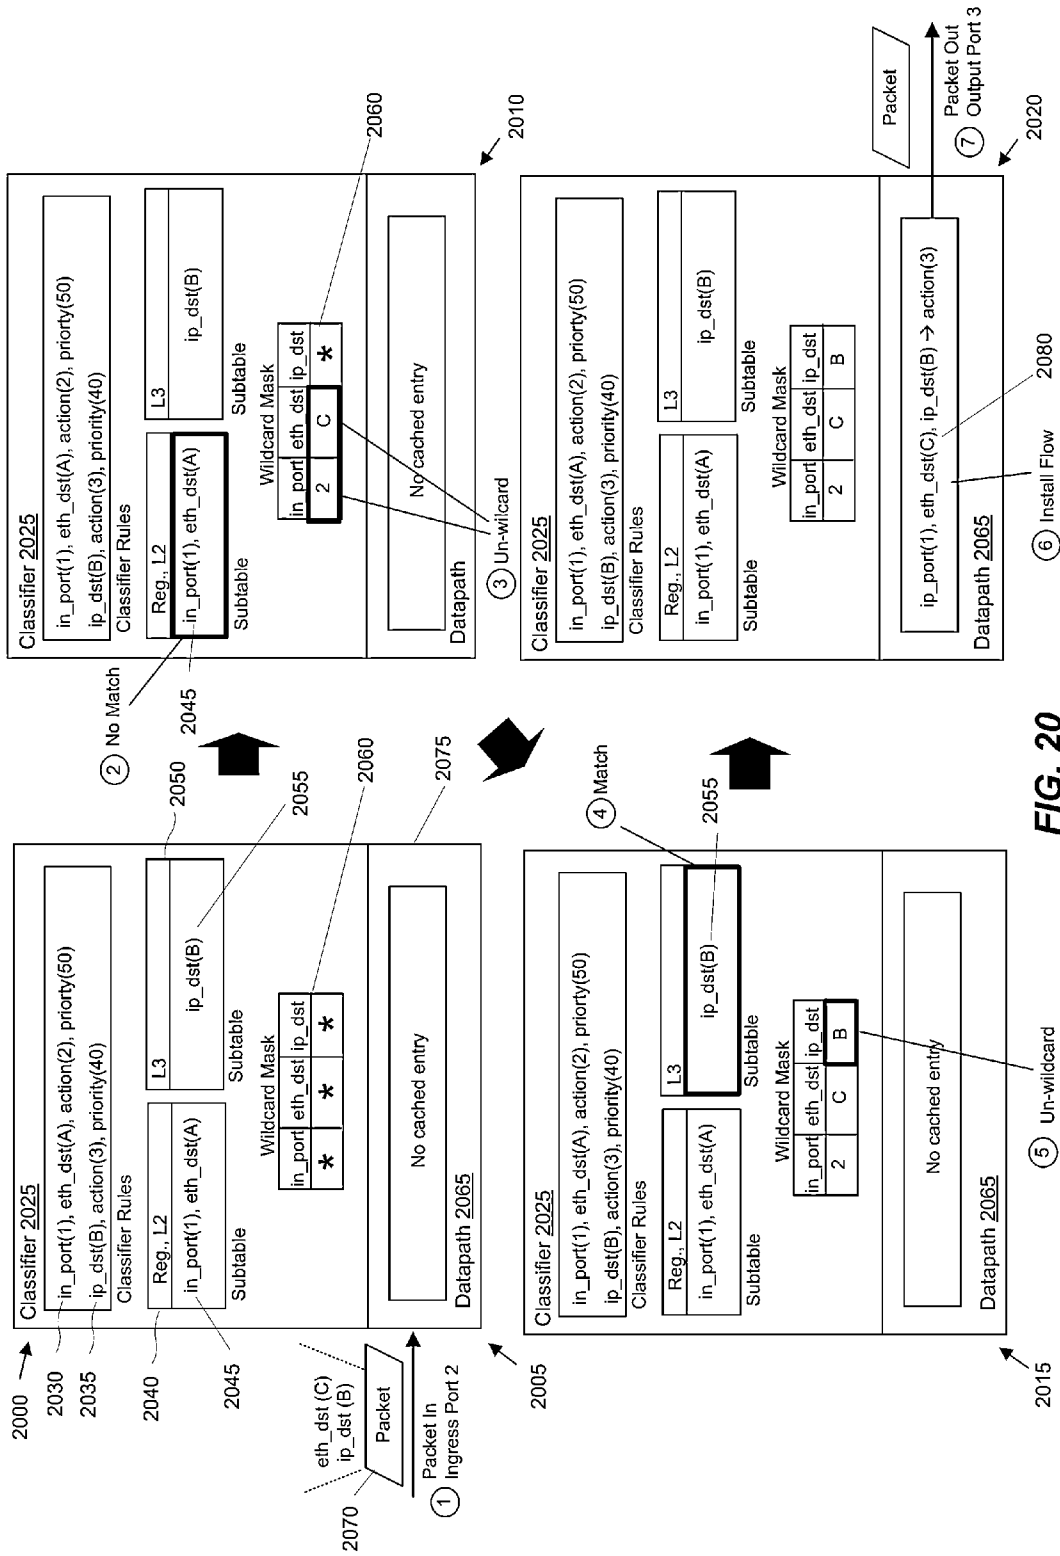 2000
Classifier 2025
in_port(1), eth_dst(A), action(2), priorty(50)
ip_dst(B), action(3), priority(40)
Classifier Rules
2030
2035
2040
Reg., L2
in_port(1), eth_dst(A)
Subtable
2045
L3
ip_dst(B)
Subtable
2050
2055
Wildcard Mask
in_port eth_dst ip_dst
* * *
2060
No cached entry
Datapath 2065
2075
2005
eth_dst (C)
ip_dst (B)
Packet
2070
1 Packet In
Ingress Port 2
2 No Match
2045
Classifier 2025
in_port(1), eth_dst(A), action(2), priorty(50)
ip_dst(B), action(3), priority(40)
Classifier Rules
Reg., L2
in_port(1), eth_dst(A)
Subtable
L3
ip_dst(B)
Subtable
Wildcard Mask
in_port eth_dst ip_dst
2 C *
2060
3 Un-wilcard
No cached entry
Datapath
2010
Classifier 2025
in_port(1), eth_dst(A), action(2), priorty(50)
ip_dst(B), action(3), priority(40)
Classifier Rules
Reg., L2
in_port(1), eth_dst(A)
Subtable
L3
ip_dst(B)
Subtable
4 Match
2055
Wildcard Mask
in_port eth_dst ip_dst
2 C B
No cached entry
Datapath 2065
5 Un-wildcard
2015
Classifier 2025
in_port(1), eth_dst(A), action(2), priorty(50)
ip_dst(B), action(3), priority(40)
Classifier Rules
Reg., L2
in_port(1), eth_dst(A)
Subtable
L3
ip_dst(B)
Subtable
Wildcard Mask
in_port eth_dst ip_dst
2 C B
ip_port(1), eth_dst(C), ip_dst(B) → action(3)
Datapath 2065
6 Install Flow
2080
Packet
7 Packet Out
Output Port 3
2020
FIG. 20